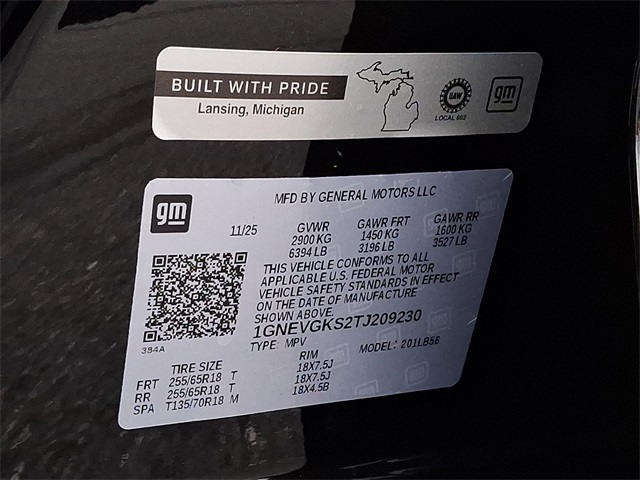 BUILT WITH PRIDE
Lansing, Michigan
UAW
LOCAL 602
gm
gm
MFD BY GENERAL MOTORS LLC
11/25
GVWR GAWR FRT GAWR RR
2900 KG 1450 KG 1600 KG
6394 LB 3196 LB 3527 LB
THIS VEHICLE CONFORMS TO ALL
APPLICABLE U.S. FEDERAL MOTOR
VEHICLE SAFETY STANDARDS IN EFFECT
ON THE DATE OF MANUFACTURE
SHOWN ABOVE.
1GNEVGKS2TJ209230
TYPE: MPV MODEL: 201LB56
384A
TIRE SIZE RIM
FRT 255/65R18 T 18X7.5J
RR 255/65R18 T 18X7.5J
SPA T135/70R18 M 18X4.5B